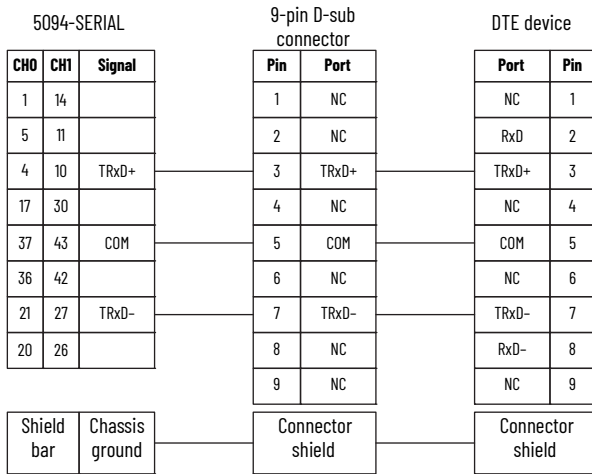 5094-SERIAL 9-pin D-sub connector DTE device
CH0 CH1 Signal Pin Port Port Pin
1 14 1 NC NC 1
5 11 2 NC RxD 2
4 10 TRxD+ 3 TRxD+ TRxD+ 3
17 30 4 NC NC 4
37 43 COM 5 COM COM 5
36 42 6 NC NC 6
21 27 TRxD– 7 TRxD– TRxD– 7
20 26 8 NC RxD– 8
9 NC NC 9
Shield bar Chassis ground Connector shield Connector shield